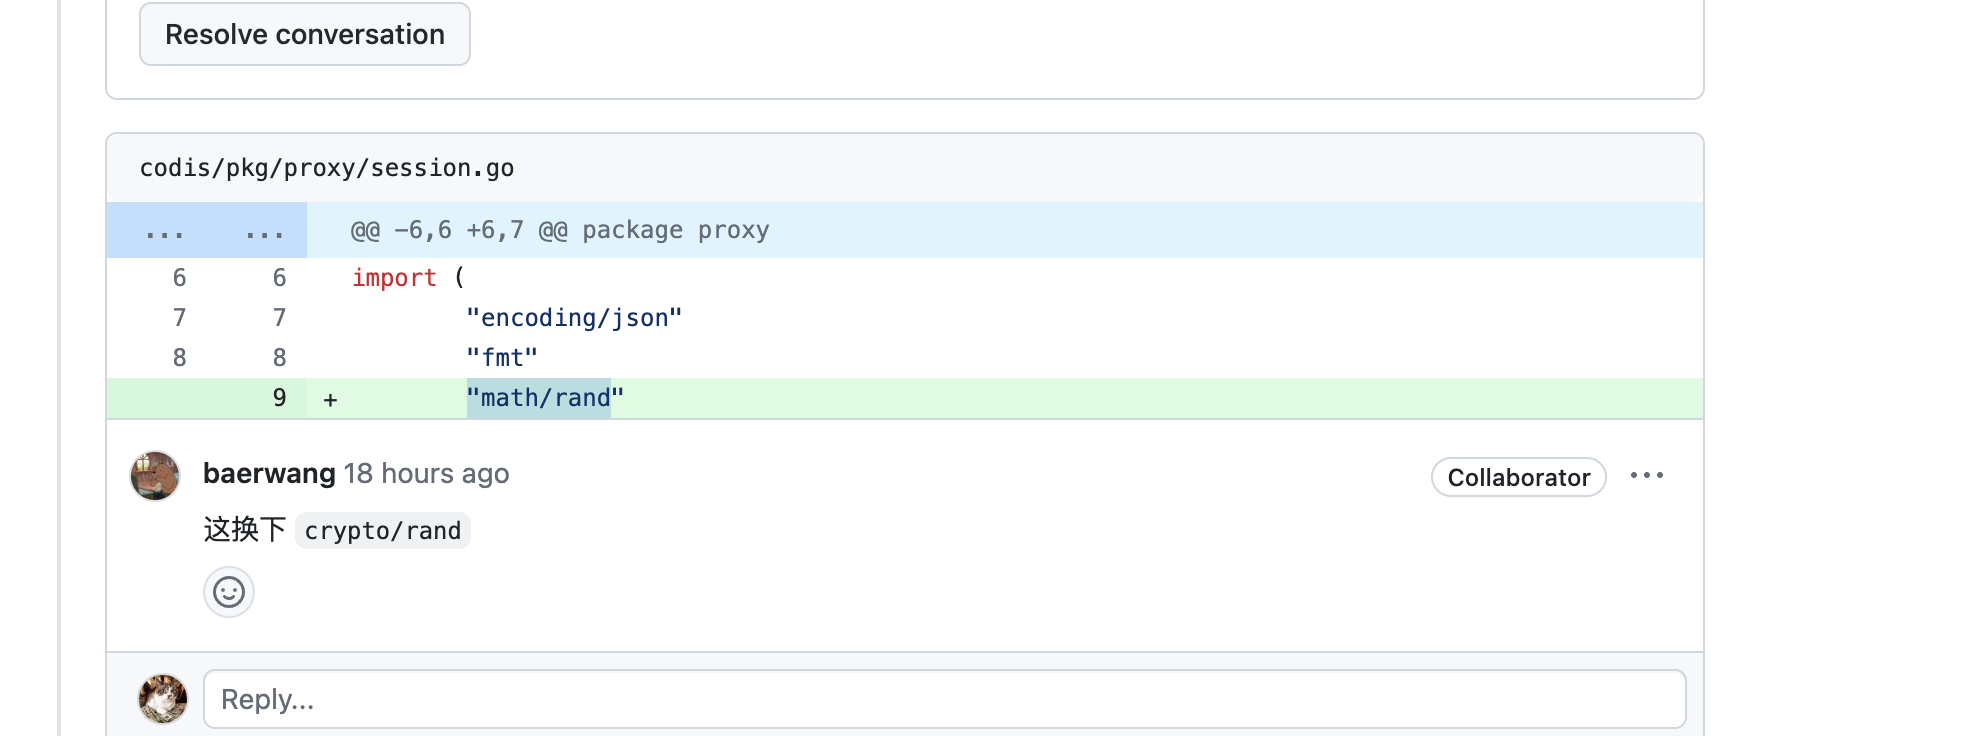 Resolve conversation
codis/pkg/proxy/session.go
... ... @@ -6,6 +6,7 @@ package proxy
6 6 import (
7 7 "encoding/json"
8 8 "fmt"
9 + "math/rand"
baerwang 18 hours ago Collaborator ...
这换下 crypto/rand
Reply...